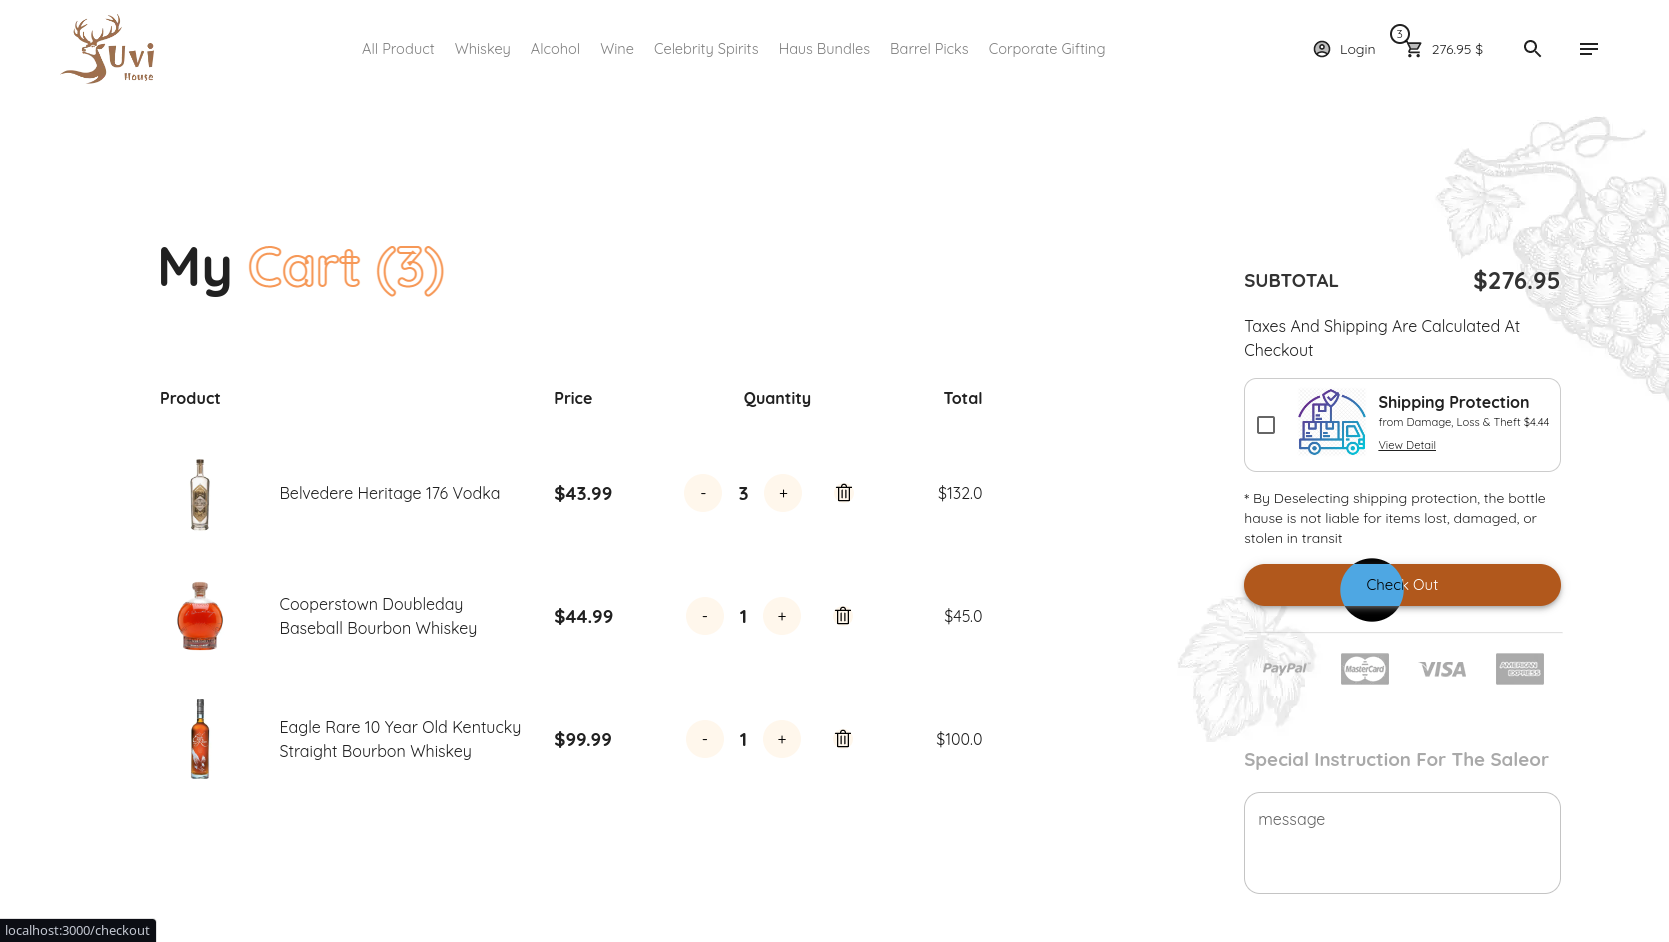 Uvi
House
All Product
Whiskey
Alcohol
Wine
Celebrity Spirits
Haus Bundles
Barrel Picks
Corporate Gifting
Login
3
276.95 $
My Cart (3)
SUBTOTAL
$276.95
Taxes And Shipping Are Calculated At
Checkout
Shipping Protection
from Damage, Loss & Theft $4.44
View Detail
* By Deselecting shipping protection, the bottle
hause is not liable for items lost, damaged, or
stolen in transit
Check Out
PayPal
MasterCard
VISA
AMERICAN
EXPRESS
Special Instruction For The Saleor
message
Product Price Quantity Total
Belvedere Heritage 176 Vodka $43.99 - 3 + $132.0
Cooperstown Doubleday
Baseball Bourbon Whiskey
$44.99 - 1 + $45.0
Eagle Rare 10 Year Old Kentucky
Straight Bourbon Whiskey
$99.99 - 1 + $100.0
localhost:3000/checkout